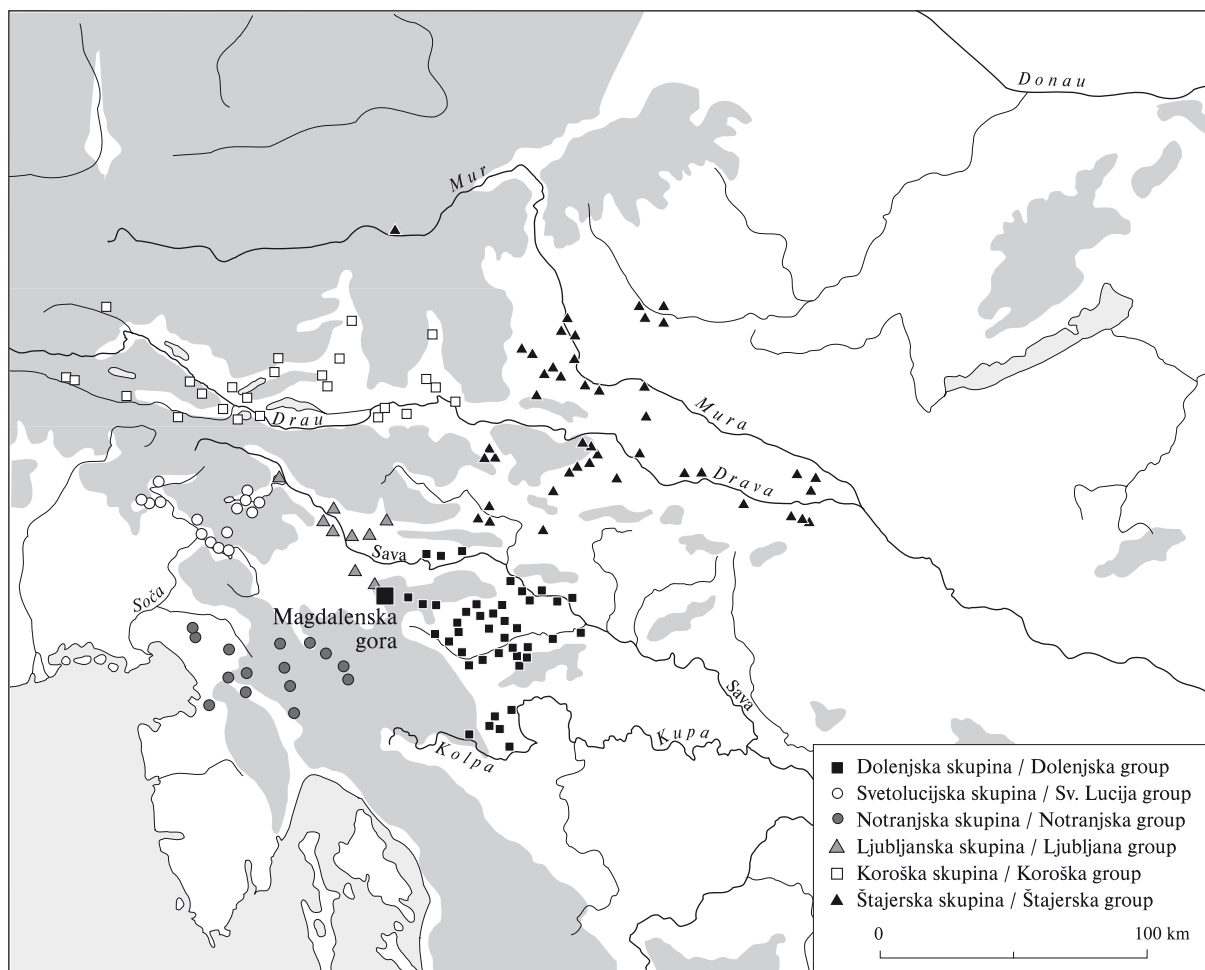 Donau
Mur
Drau
Mura
Drava
Sava
Soča
Magdalenska
gora
Sava
Kupa
Kolpa
Dolenjska skupina / Dolenjska group
Svetolucijska skupina / Sv. Lucija group
Notranjska skupina / Notranjska group
Ljubljanska skupina / Ljubljana group
Koroška skupina / Koroška group
Štajerska skupina / Štajerska group
0 100 km